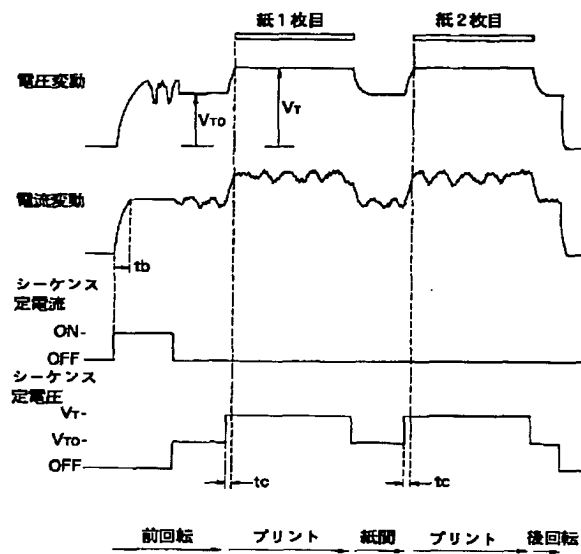 紙1枚目
紙2枚目
電圧変動
VTO
VT
電流変動
tb
シーケンス
定電流
ON-
OFF
シーケンス
定電圧
VT-
VTO-
OFF
tc
tc
前回転
プリント
紙間
プリント
後回転